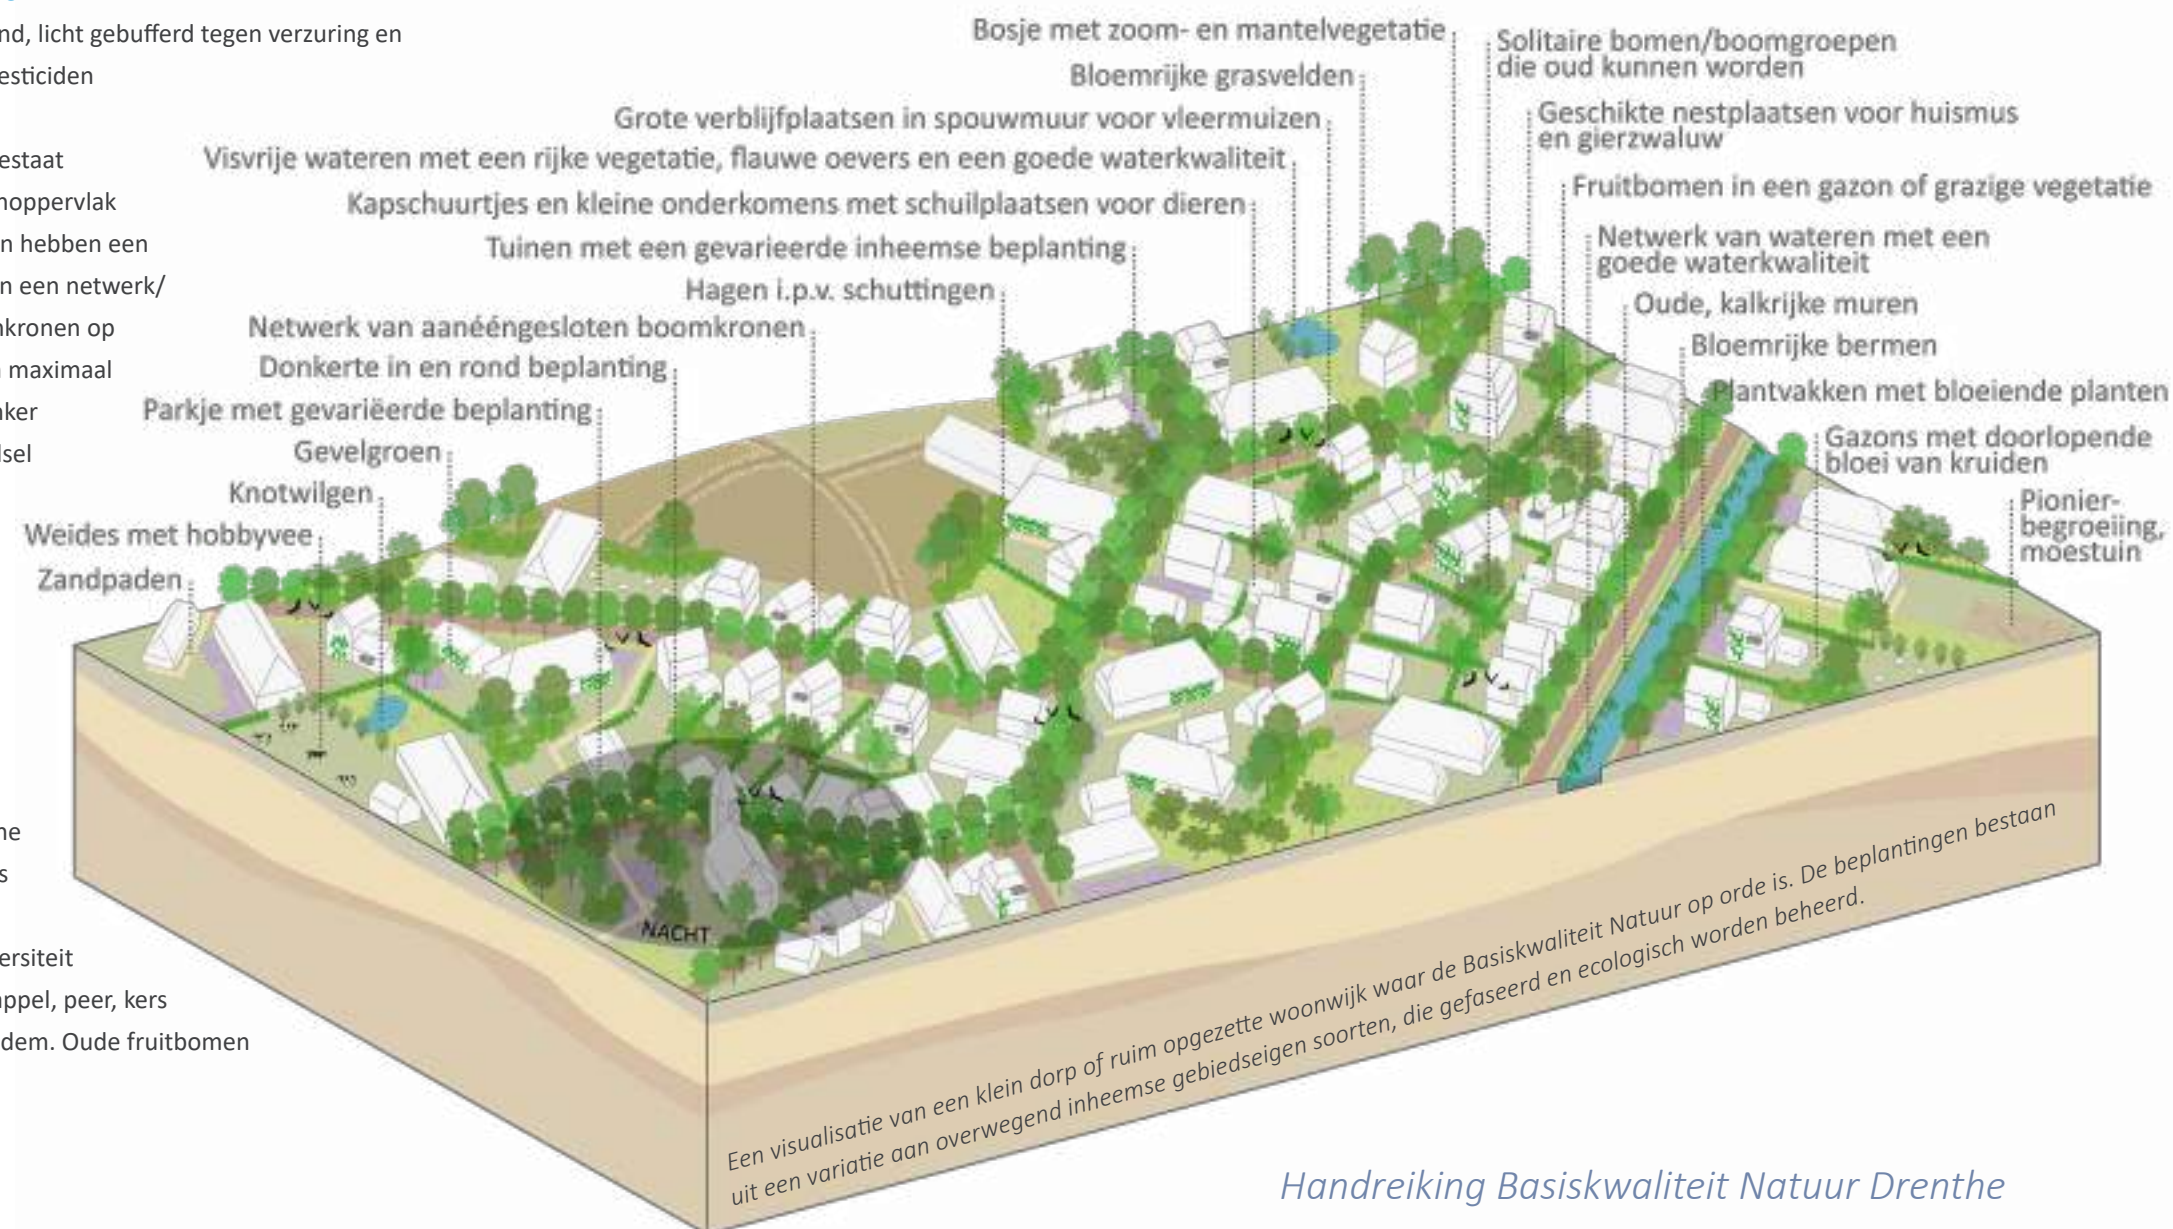 nd, licht gebufferd tegen verzuring en
esticiden
estaat
noppervlak
n hebben een
n een netwerk/
nkronen op
n maximaal
nker
lsel
ne
s
ersiteit
appel, peer, kers
dem. Oude fruitbomen
Bosje met zoom- en mantelvegetatie
Bloemrijke grasvelden
Grote verblijfplaatsen in spouwmuur voor vleermuizen
Visvrije wateren met een rijke vegetatie, flauwe oevers en een goede waterkwaliteit
Kapschuurtjes en kleine onderkomens met schuilplaatsen voor dieren
Tuinen met een gevarieerde inheemse beplanting
Hagen i.p.v. schuttingen
Netwerk van aanééngesloten boomkronen
Donkerte in en rond beplanting
Parkje met gevariëerde beplanting
Gevelgroen
Knotwilgen
Weides met hobbyvee
Zandpaden
Solitaire bomen/boomgroepen
die oud kunnen worden
Geschikte nestplaatsen voor huismus
en gierzwaluw
Fruitbomen in een gazon of grazige vegetatie
Netwerk van wateren met een
goede waterkwaliteit
Oude, kalkrijke muren
Bloemrijke bermen
Plantvakken met bloeiende planten
Gazons met doorlopende
bloei van kruiden
Pionier-
begroeiing,
moestuin
NACHT
Een visualisatie van een klein dorp of ruim opgezette woonwijk waar de Basiskwaliteit Natuur op orde is. De beplantingen bestaan
uit een variatie aan overwegend inheemse gebiedseigen soorten, die gefaseerd en ecologisch worden beheerd.
Handreiking Basiskwaliteit Natuur Drenthe